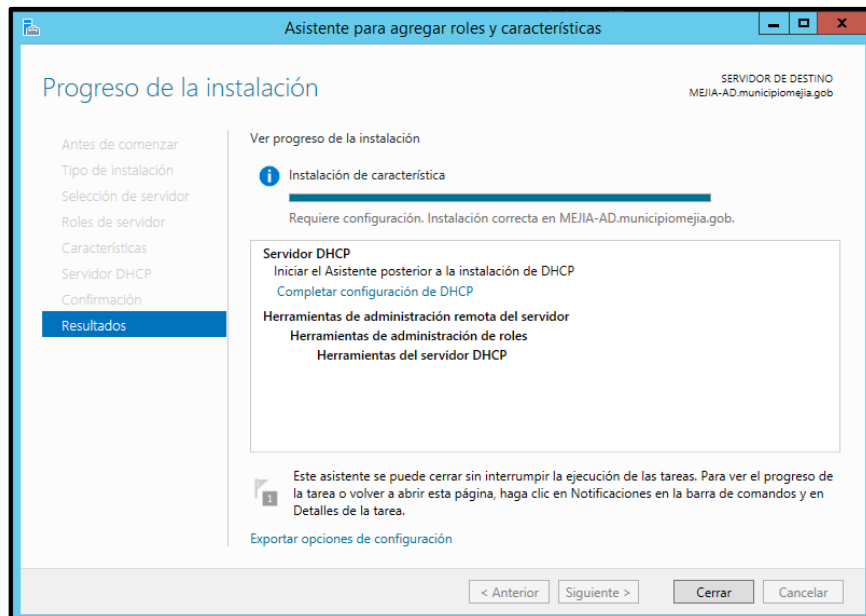 Asistente para agregar roles y características
Progreso de la instalación
SERVIDOR DE DESTINO
MEJIA-AD.municipiomejia.gob
Antes de comenzar
Tipo de instalación
Selección de servidor
Roles de servidor
Características
Servidor DHCP
Confirmación
Resultados
Ver progreso de la instalación
Instalación de característica
Requiere configuración. Instalación correcta en MEJIA-AD.municipiomejia.gob.
Servidor DHCP
Iniciar el Asistente posterior a la instalación de DHCP
Completar configuración de DHCP
Herramientas de administración remota del servidor
Herramientas de administración de roles
Herramientas del servidor DHCP
1
Este asistente se puede cerrar sin interrumpir la ejecución de las tareas. Para ver el progreso de
la tarea o volver a abrir esta página, haga clic en Notificaciones en la barra de comandos y en
Detalles de la tarea.
Exportar opciones de configuración
< Anterior
Siguiente >
Cerrar
Cancelar